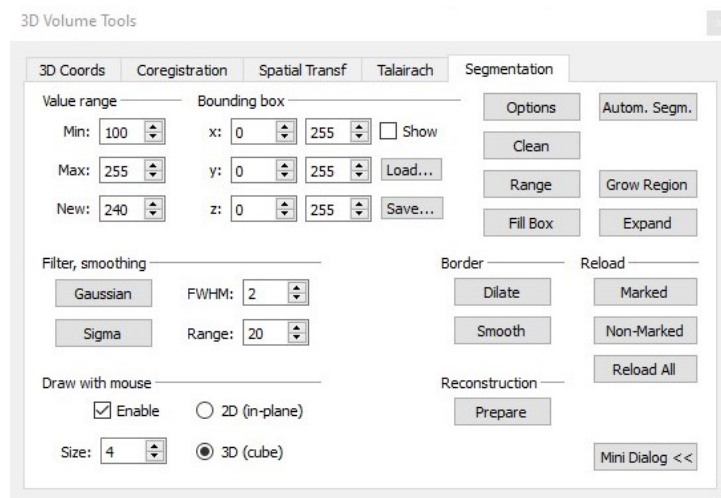 3D Volume Tools
3D Coords Coregistration Spatial Transf Talairach Segmentation
Value range Bounding box Options Autom. Segm.
Min: 100 x: 0 255 Show
Clean
Max: 255 y: 0 255 Load...
Range Grow Region
New: 240 z: 0 255 Save...
Fill Box Expand
Filter, smoothing Border Reload
Gaussian FWHM: 2 Dilate Marked
Sigma Range: 20 Smooth Non-Marked
Reload All
Draw with mouse Reconstruction
Enable 2D (in-plane) Prepare
Size: 4 3D (cube) Mini Dialog <<